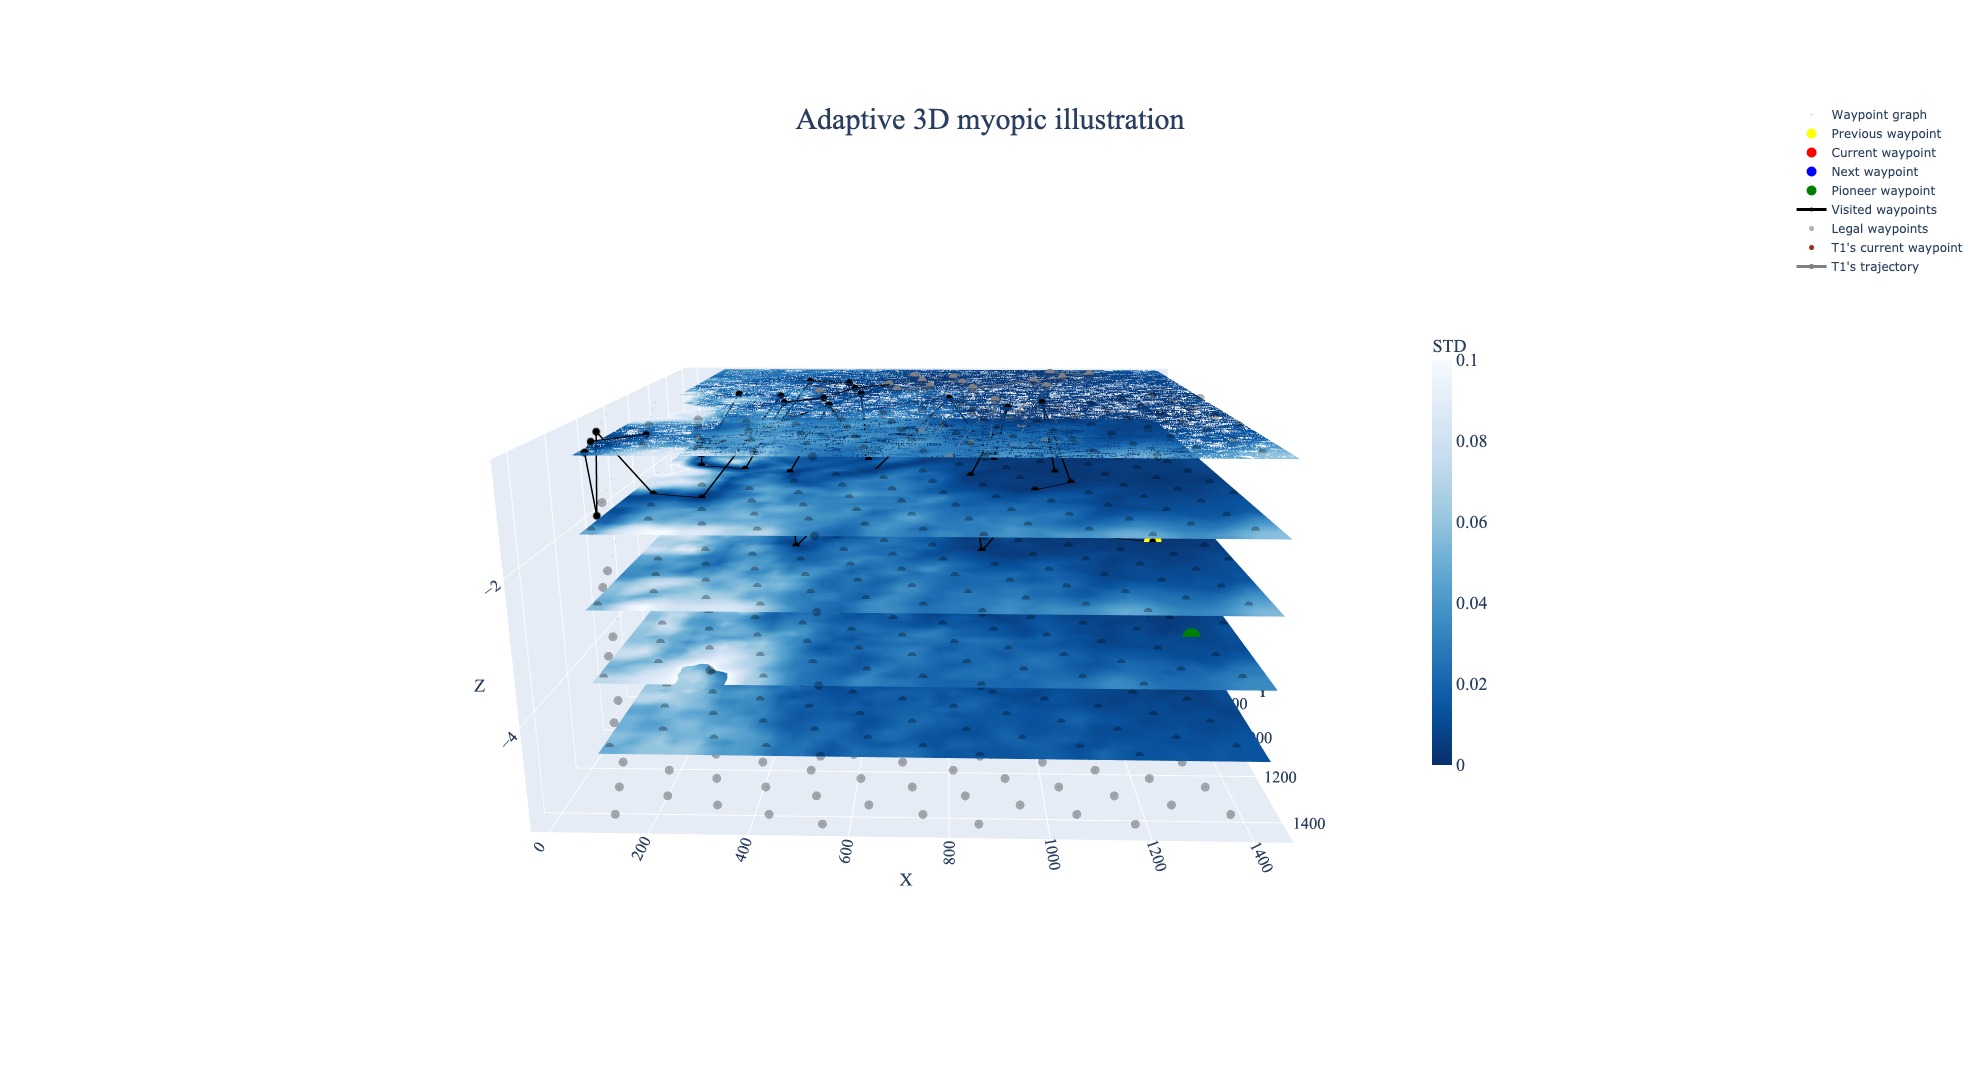 Adaptive 3D myopic illustration
Waypoint graph
Previous waypoint
Current waypoint
Next waypoint
Pioneer waypoint
Visited waypoints
Legal waypoints
T1's current waypoint
T1's trajectory
STD
0.1
0.08
0.06
0.04
0.02
0
−2
Z
−4
1200
1400
0
200
400
600
800
1000
1200
1400
X